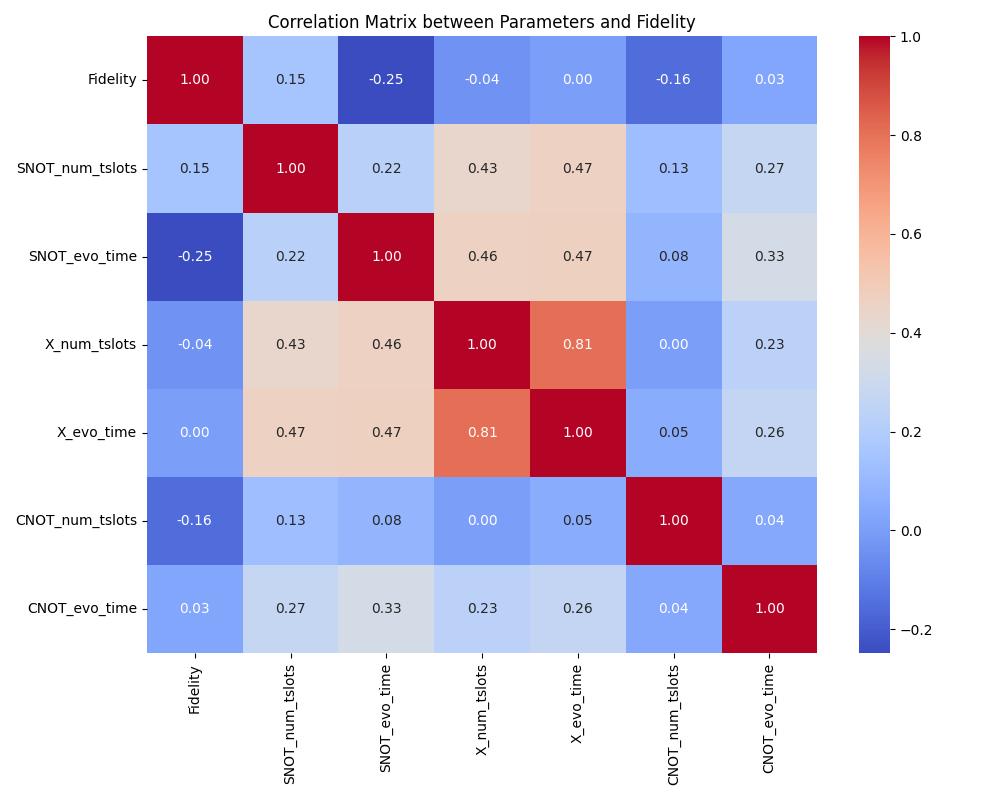 Correlation Matrix between Parameters and Fidelity
Fidelity 1.00 0.15 -0.25 -0.04 0.00 -0.16 0.03
SNOT_num_tslots 0.15 1.00 0.22 0.43 0.47 0.13 0.27
SNOT_evo_time -0.25 0.22 1.00 0.46 0.47 0.08 0.33
X_num_tslots -0.04 0.43 0.46 1.00 0.81 0.00 0.23
X_evo_time 0.00 0.47 0.47 0.81 1.00 0.05 0.26
CNOT_num_tslots -0.16 0.13 0.08 0.00 0.05 1.00 0.04
CNOT_evo_time 0.03 0.27 0.33 0.23 0.26 0.04 1.00
Fidelity
SNOT_num_tslots
SNOT_evo_time
X_num_tslots
X_evo_time
CNOT_num_tslots
CNOT_evo_time
1.0
0.8
0.6
0.4
0.2
0.0
−0.2